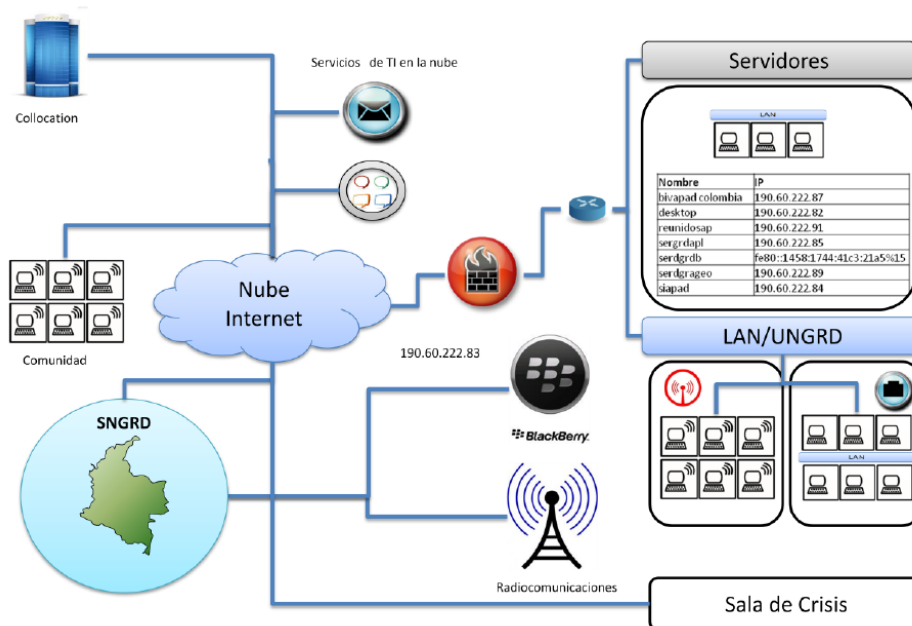 Collocation
Servicios de TI en la nube
Servidores
LAN
Nombre IP
bivapad colombia 190.60.222.87
desktop 190.60.222.82
reunidosap 190.60.222.91
sergrdapl 190.60.222.85
serdgrdb fe80::1458:1744:41c3:21a5%15
serdgrageo 190.60.222.89
siapad 190.60.222.84
Comunidad
Nube
Internet
190.60.222.83
LAN/UNGRD
BlackBerry.
LAN
SNGRD
Radiocomunicaciones
Sala de Crisis